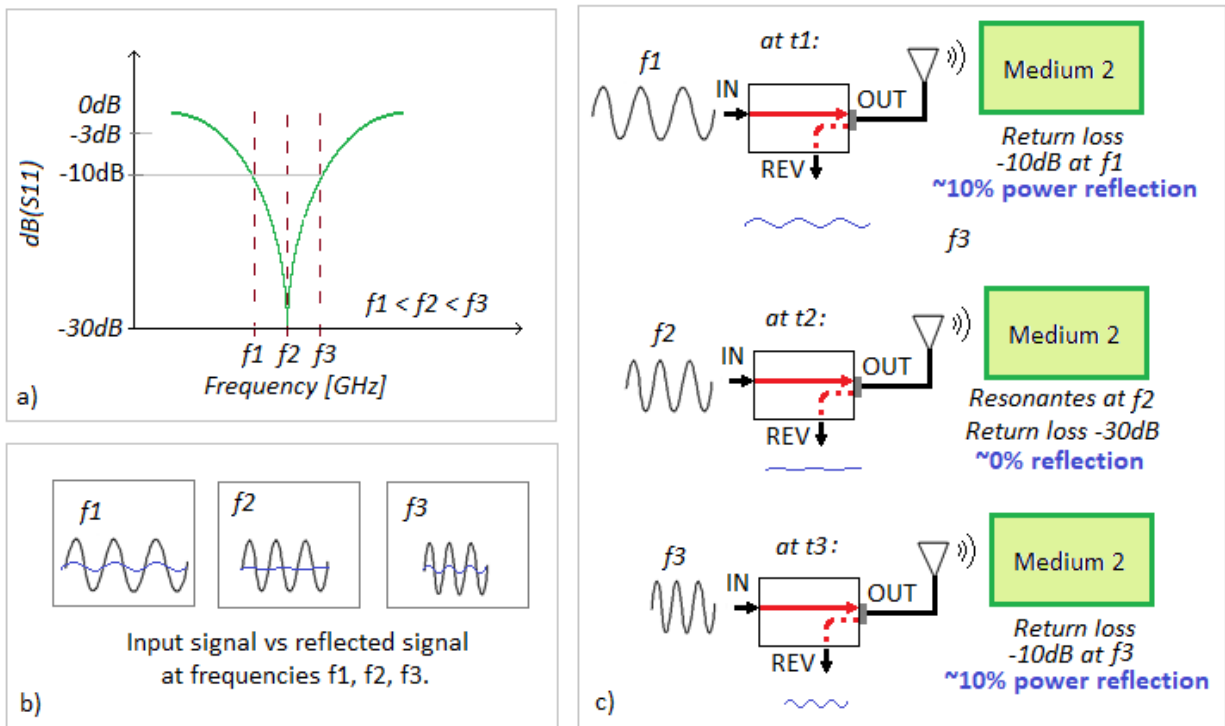 0dB
-3dB
-10dB
-30dB
dB(S11)
f1 < f2 < f3
f1 f2 f3
Frequency [GHz]
a)
f1
f2
f3
Input signal vs reflected signal
at frequencies f1, f2, f3.
b)
c)
at t1:
f1
IN
OUT
REV
Medium 2
Return loss
-10dB at f1
~10% power reflection
f3
at t2:
f2
IN
OUT
REV
Medium 2
Resonantes at f2
Return loss -30dB
~0% reflection
at t3:
f3
IN
OUT
REV
Medium 2
Return loss
-10dB at f3
~10% power reflection